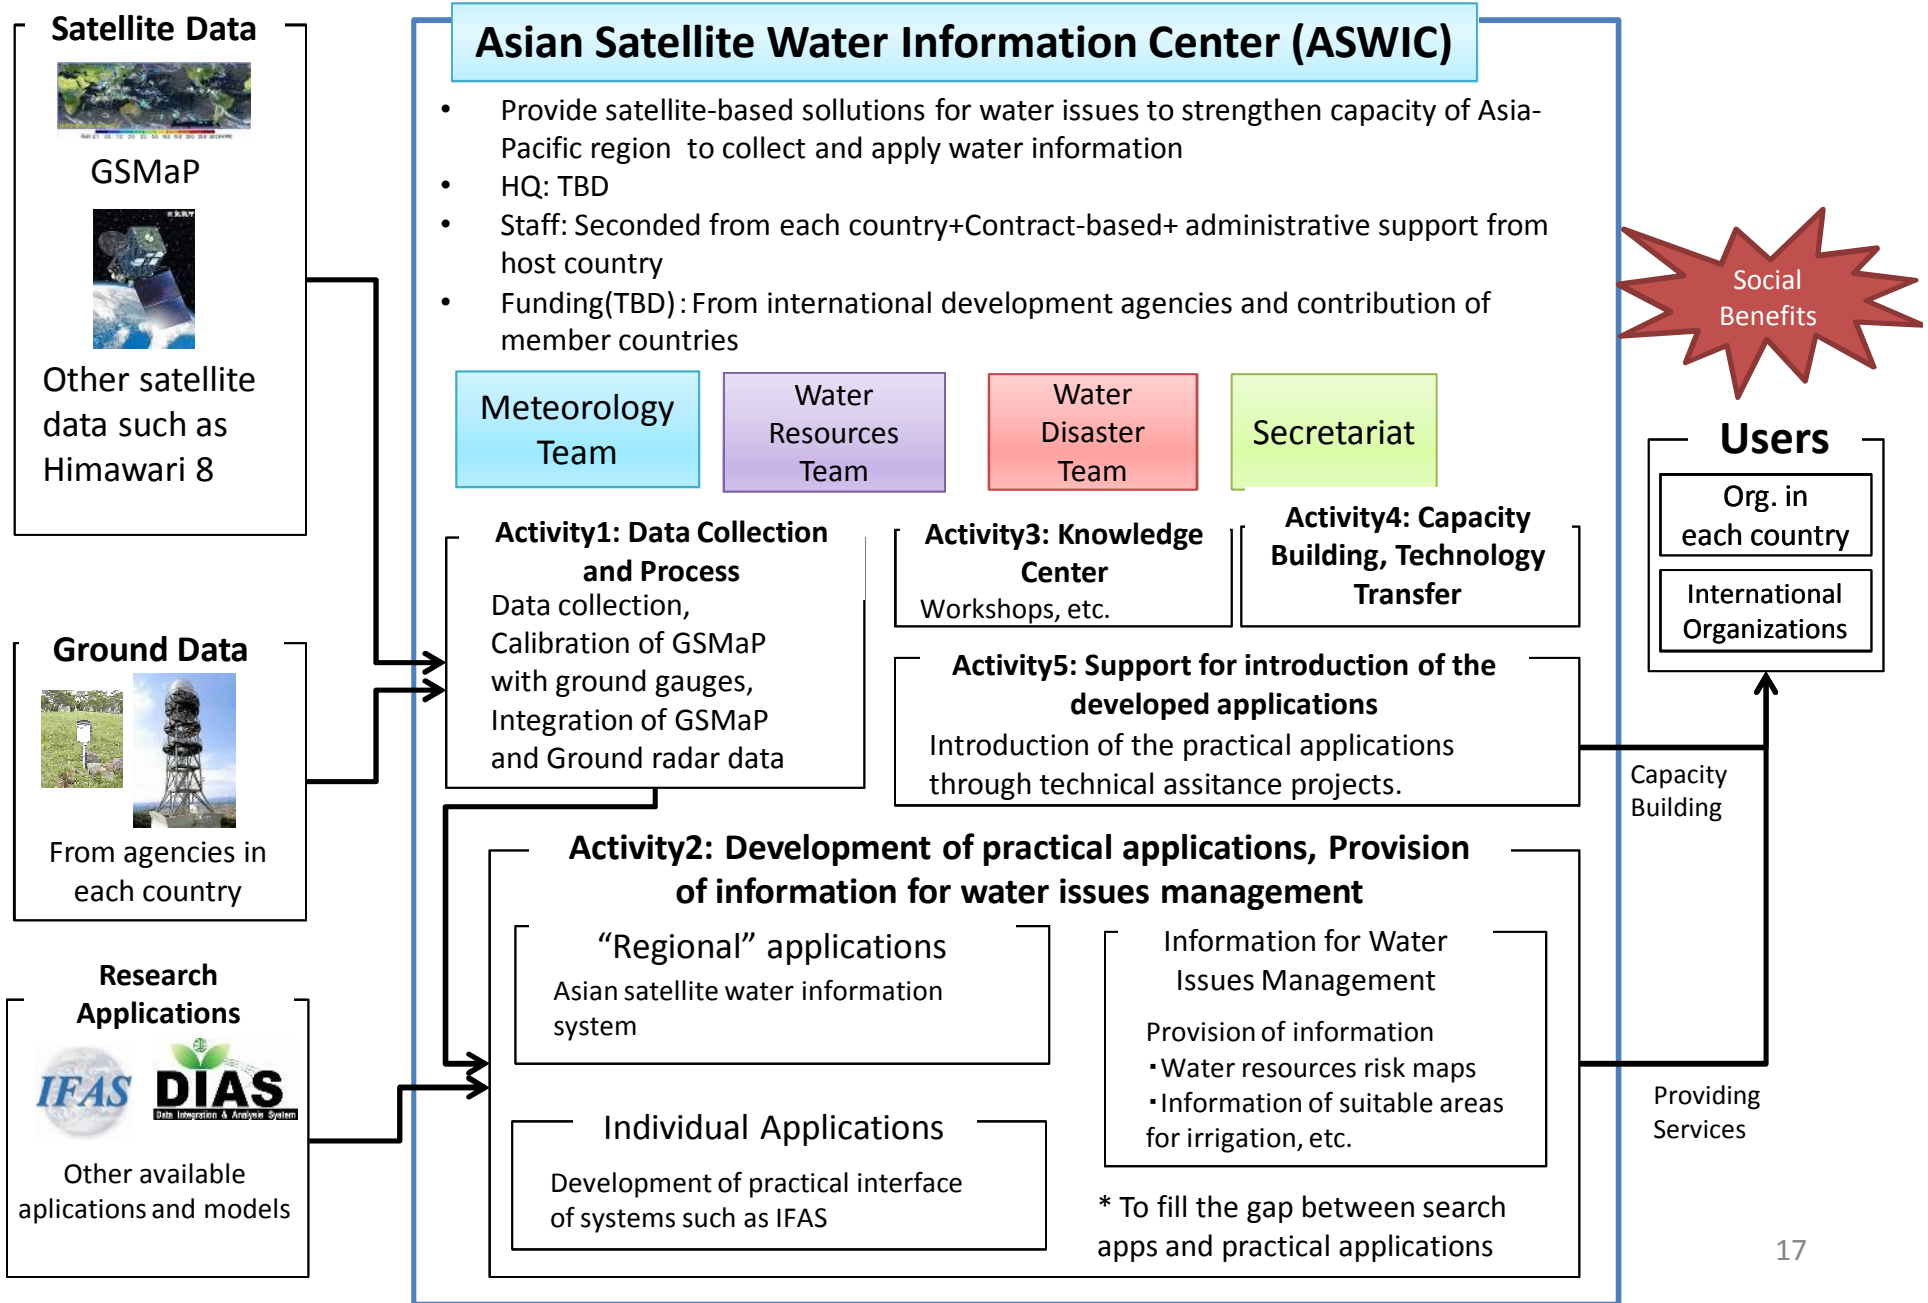 Satellite Data
GSMaP
Other satellite
data such as
Himawari 8
Ground Data
From agencies in
each country
Research
Applications
IFAS
DIAS
Data Integration & Analysis System
Other available
aplications and models
Asian Satellite Water Information Center (ASWIC)
• Provide satellite-based sollutions for water issues to strengthen capacity of Asia-
Pacific region to collect and apply water information
• HQ: TBD
• Staff: Seconded from each country+Contract-based+ administrative support from
host country
• Funding(TBD) : From international development agencies and contribution of
member countries
Meteorology
Team
Water
Resources
Team
Water
Disaster
Team
Secretariat
Activity1: Data Collection
and Process
Data collection,
Calibration of GSMaP
with ground gauges,
Integration of GSMaP
and Ground radar data
Activity3: Knowledge
Center
Workshops, etc.
Activity4: Capacity
Building, Technology
Transfer
Activity5: Support for introduction of the
developed applications
Introduction of the practical applications
through technical assitance projects.
Activity2: Development of practical applications, Provision
of information for water issues management
“Regional” applications
Asian satellite water information
system
Individual Applications
Development of practical interface
of systems such as IFAS
Information for Water
Issues Management
Provision of information
・Water resources risk maps
・Information of suitable areas
for irrigation, etc.
* To fill the gap between search
apps and practical applications
Social
Benefits
Users
Org. in
each country
International
Organizations
Capacity
Building
Providing
Services
17